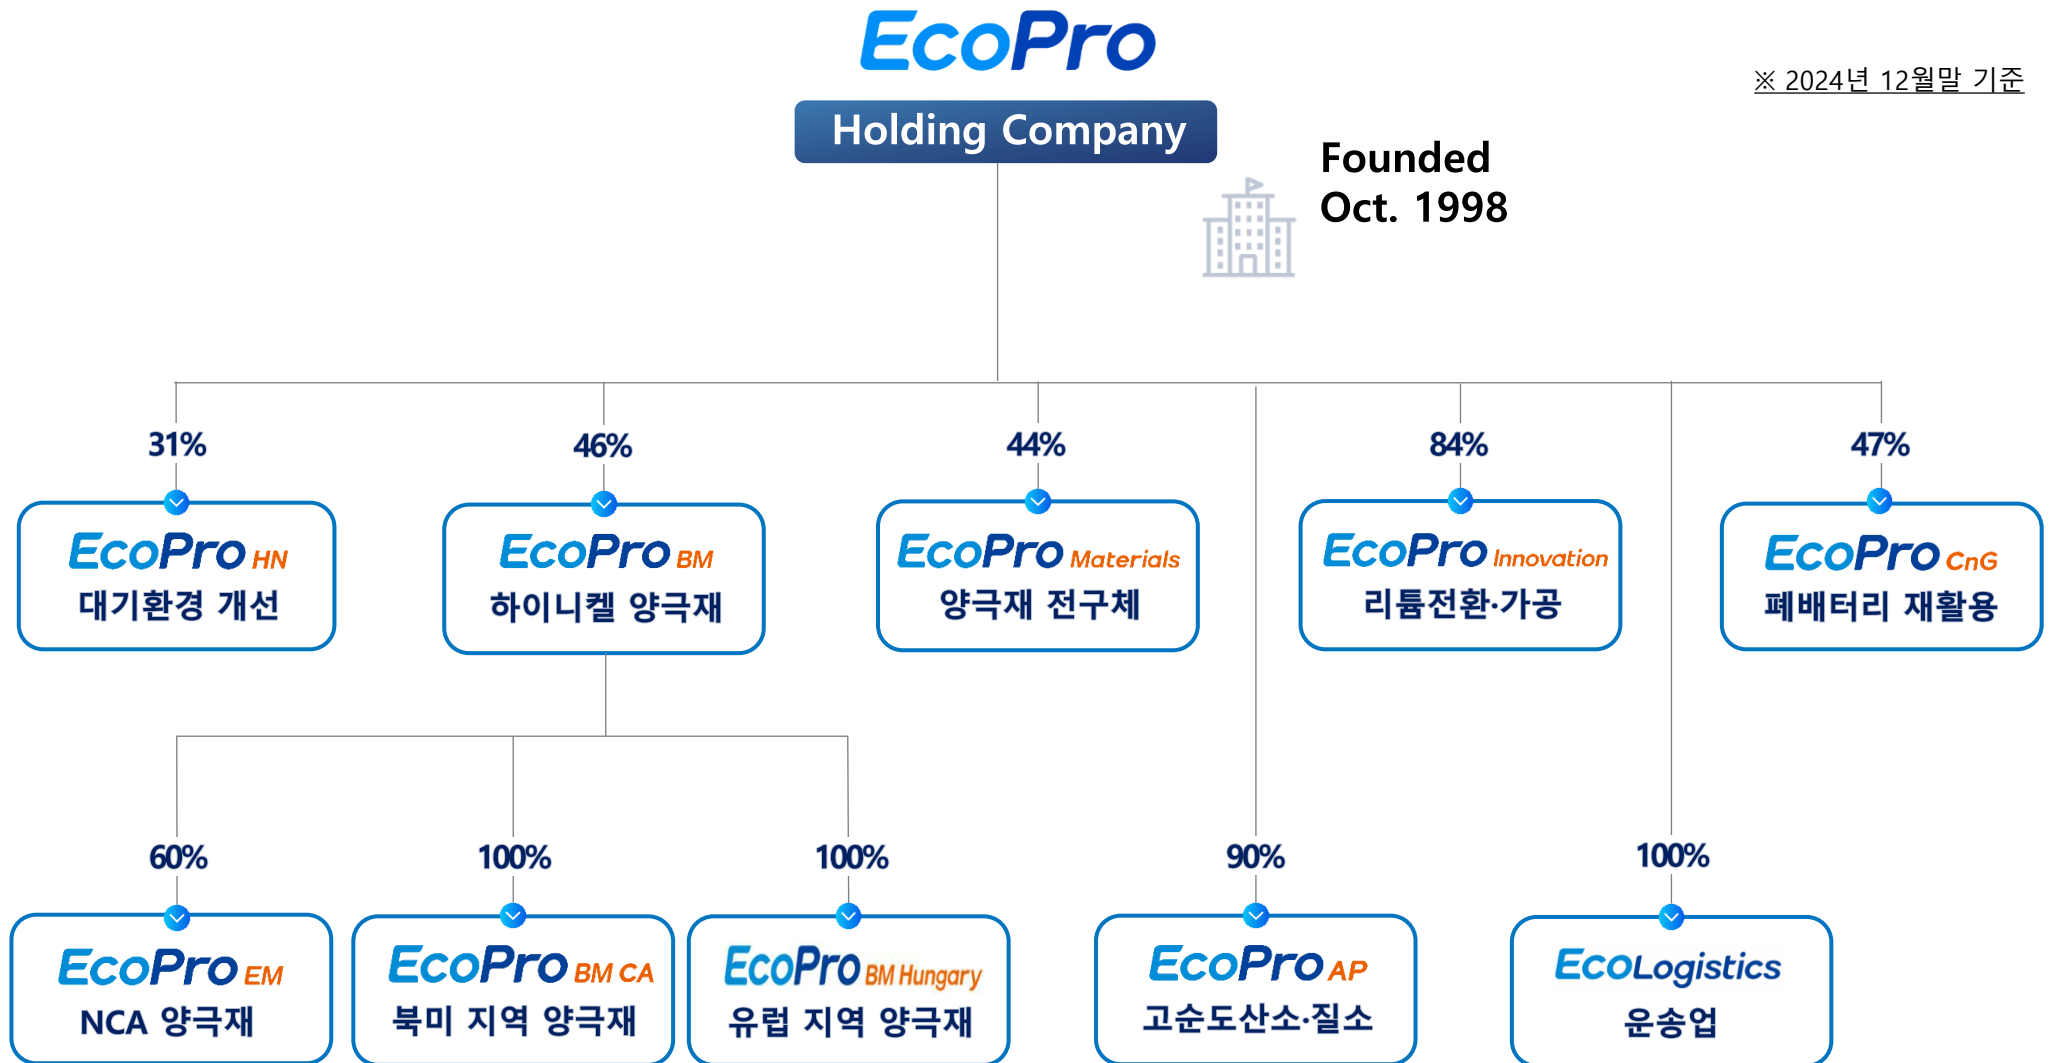 EcoPro
※ 2024년 12월말 기준
Holding Company
Founded
Oct. 1998
31%
46%
44%
84%
47%
EcoPro HN
대기환경 개선
EcoPro BM
하이니켈 양극재
EcoPro Materials
양극재 전구체
EcoPro Innovation
리튬전환·가공
EcoPro CnG
폐배터리 재활용
60%
100%
100%
90%
100%
EcoPro EM
NCA 양극재
EcoPro BM CA
북미 지역 양극재
EcoPro BM Hungary
유럽 지역 양극재
EcoPro AP
고순도산소·질소
EcoLogistics
운송업